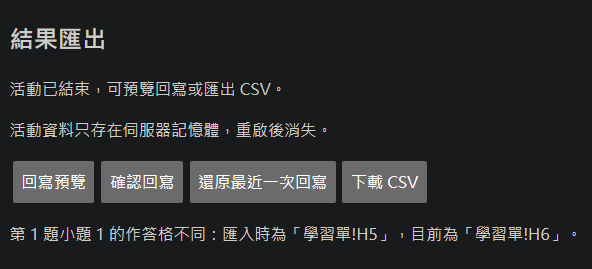 結果匯出
活動已結束，可預覽回寫或匯出 CSV。
活動資料只存在伺服器記憶體，重啟後消失。
回寫預覽 確認回寫 還原最近一次回寫 下載 CSV
第 1 題小題 1 的作答格不同：匯入時為「學習單!H5」，目前為「學習單!H6」。